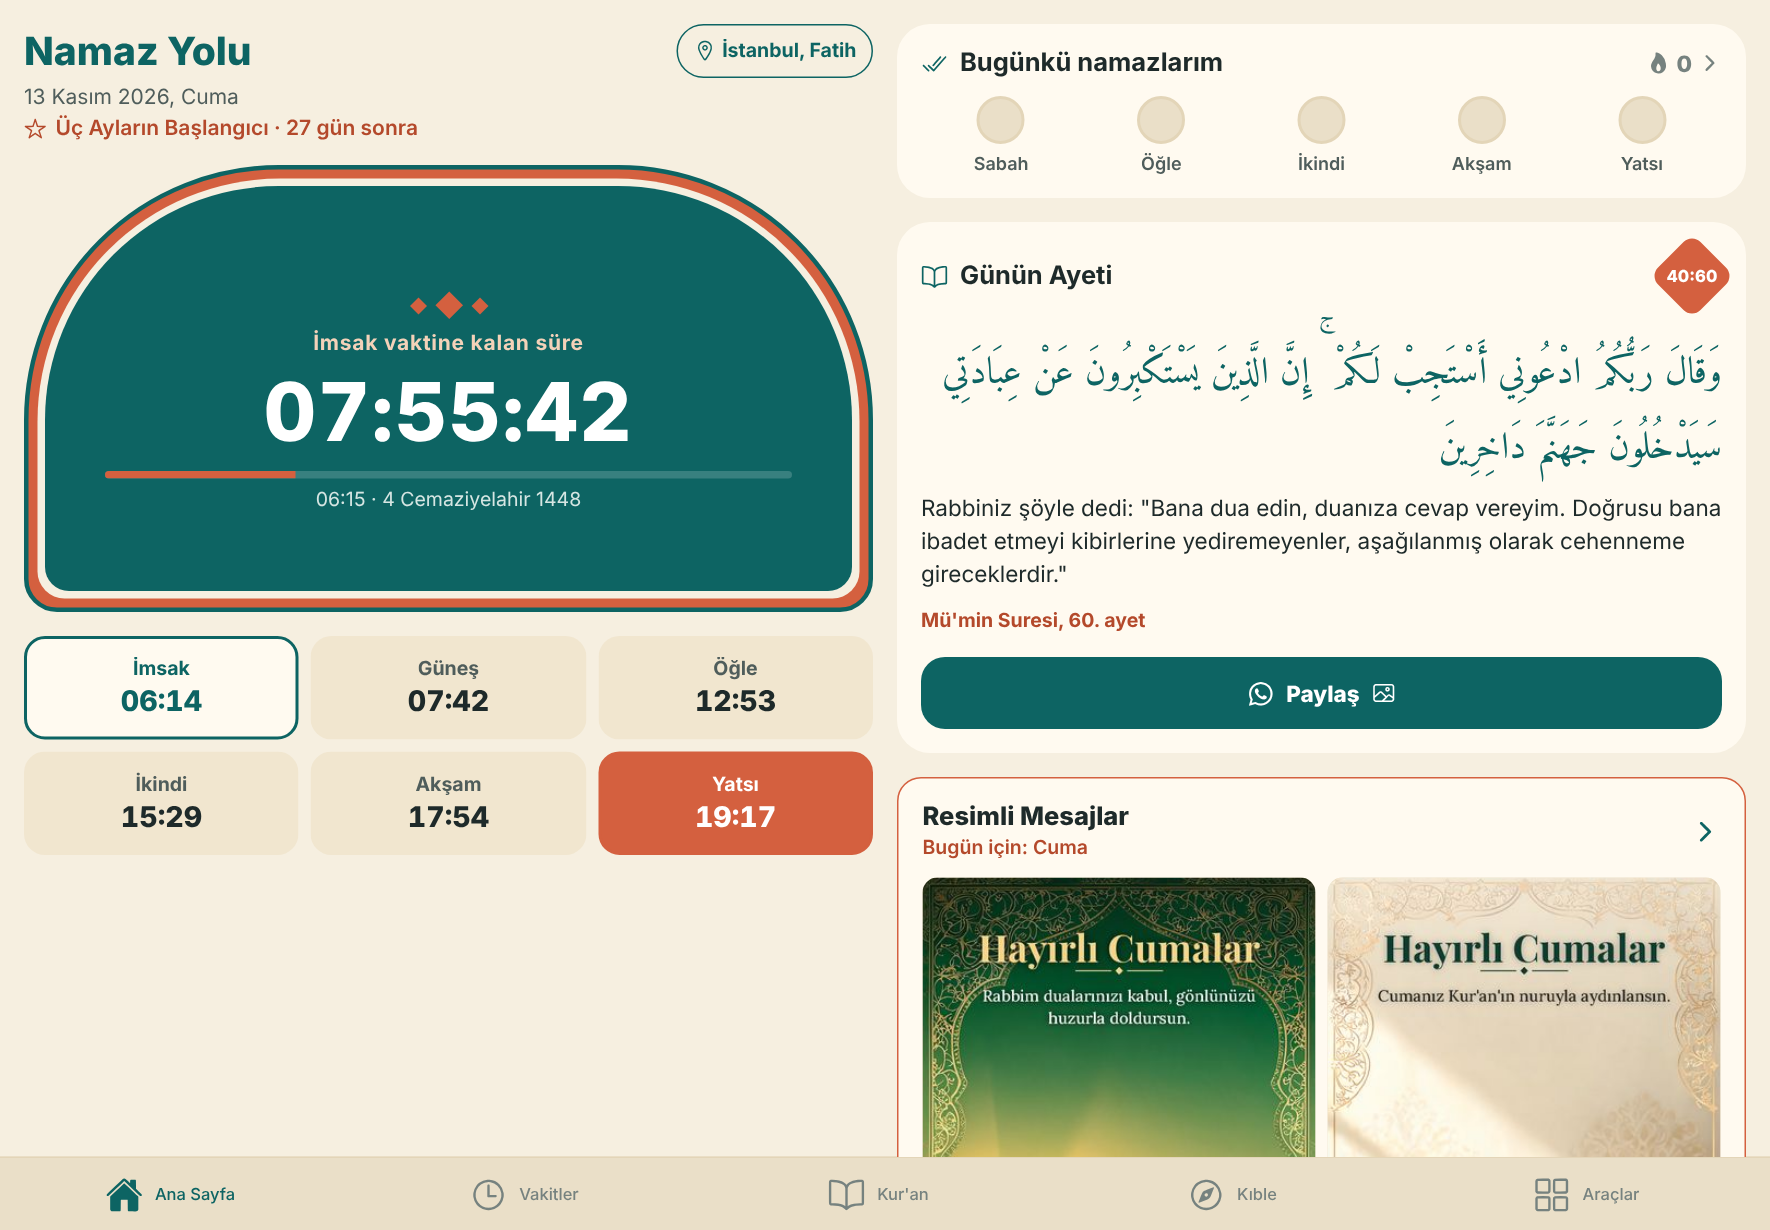 Namaz Yolu
İstanbul, Fatih
13 Kasım 2026, Cuma
Üç Ayların Başlangıcı · 27 gün sonra
İmsak vaktine kalan süre
07:55:42
06:15 · 4 Cemaziyelahir 1448
İmsak
06:14
Güneş
07:42
Öğle
12:53
İkindi
15:29
Akşam
17:54
Yatsı
19:17
Bugünkü namazlarım
0
Sabah
Öğle
İkindi
Akşam
Yatsı
Günün Ayeti
40:60
وَقَالَ رَبُّكُمُ ادْعُونِي أَسْتَجِبْ لَكُمْ ۚ إِنَّ الَّذِينَ يَسْتَكْبِرُونَ عَنْ عِبَادَتِي
سَيَدْخُلُونَ جَهَنَّمَ دَاخِرِينَ
Rabbiniz şöyle dedi: "Bana dua edin, duanıza cevap vereyim. Doğrusu bana
ibadet etmeyi kibirlerine yediremeyenler, aşağılanmış olarak cehenneme
gireceklerdir."
Mü'min Suresi, 60. ayet
Paylaş
Resimli Mesajlar
Bugün için: Cuma
Hayırlı Cumalar
Rabbim dualarınızı kabul, gönlünüzü
huzurla doldursun.
Hayırlı Cumalar
Cumanız Kur'an'ın nuruyla aydınlansın.
Ana Sayfa
Vakitler
Kur'an
Kıble
Araçlar